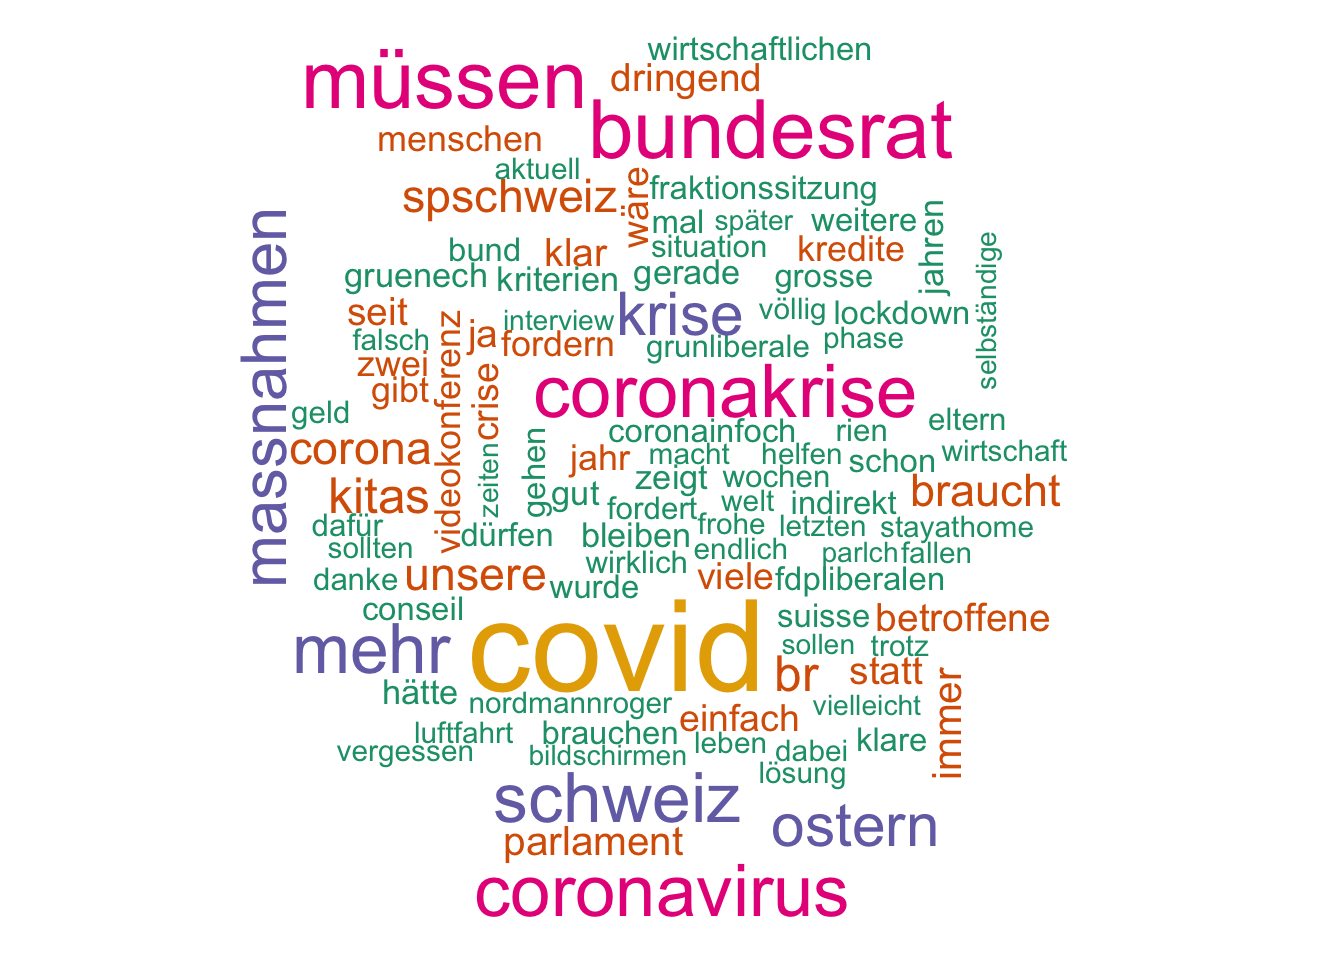 wirtschaftlichen
müssen
dringend
bundesrat
menschen
aktuell
spschweiz
wäre
fraktionssitzung
mal
später
weitere
jahren
massnahmen
bund
klar
situation
kredite
selbständige
gruenech
kriterien
gerade
grosse
seit
videokonferenz
ja
interview
krise
völlig
lockdown
falsch
fordern
grunliberale
phase
zwei
crise
gibt
coronakrise
geld
eltern
corona
zeiten
gehen
coronainfoch
rien
jahr
macht
helfen
schon
wirtschaft
kitas
gut
zeigt
wochen
braucht
fordert
welt
indirekt
dafür
dürfen
bleiben
frohe
letzten
stayathome
sollten
wirklich
endlich
parlch
fallen
danke
unsere
wurde
viele
fdpliberalen
conseil
covid
suisse
betroffene
mehr
sollen
trotz
br
statt
immer
hätte
nordmannroger
einfach
vielleicht
luftfahrt
brauchen
leben
dabei
klare
vergessen
bildschirmen
lösung
schweiz
ostern
parlament
coronavirus